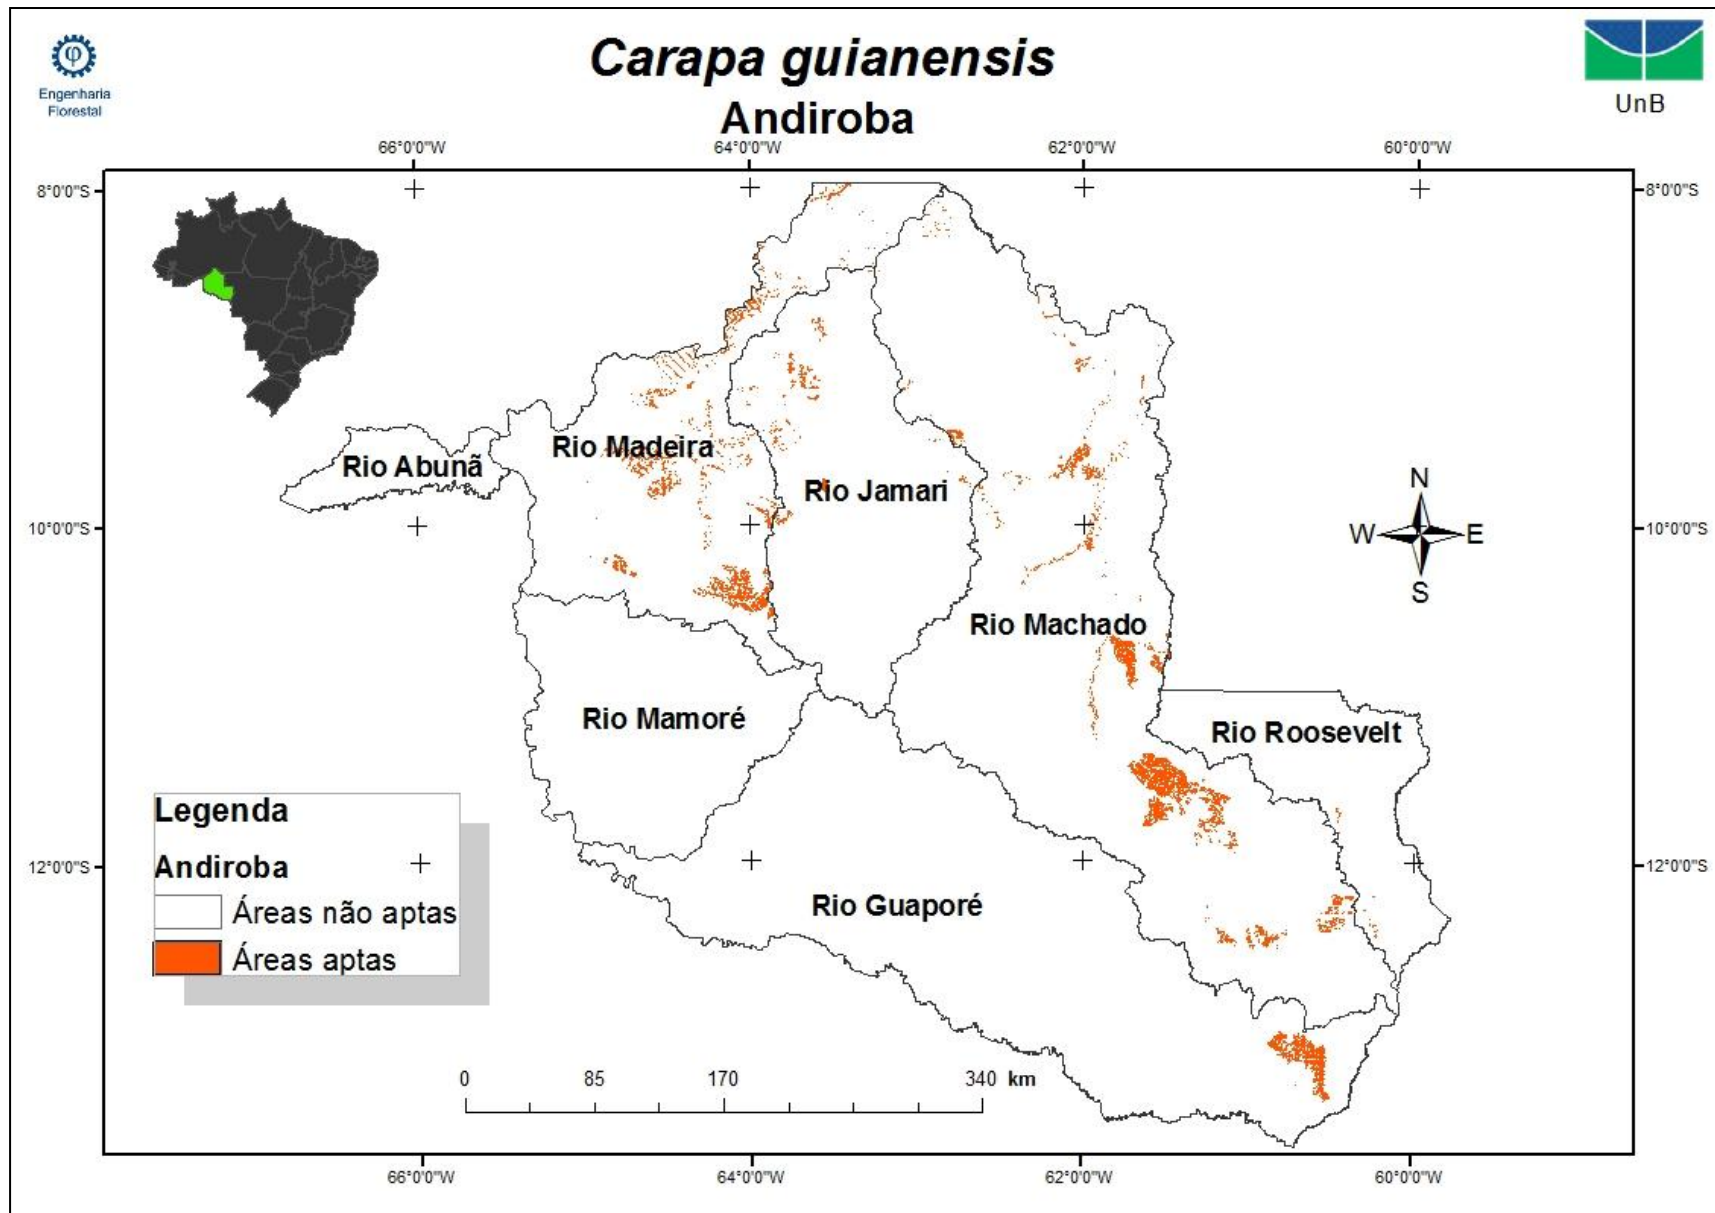 Carapa guianensis
Andiroba
φ
Engenharia
Florestal
UnB
66°0'0"W
64°0'0"W
62°0'0"W
60°0'0"W
8°0'0"S
8°0'0"S
Rio Madeira
Rio Abunã
Rio Jamari
N
W
E
S
10°0'0"S
10°0'0"S
Rio Machado
Rio Mamoré
Rio Roosevelt
Legenda
Andiroba
Áreas não aptas
Áreas aptas
12°0'0"S
12°0'0"S
Rio Guaporé
0 85 170 340 km
66°0'0"W
64°0'0"W
62°0'0"W
60°0'0"W